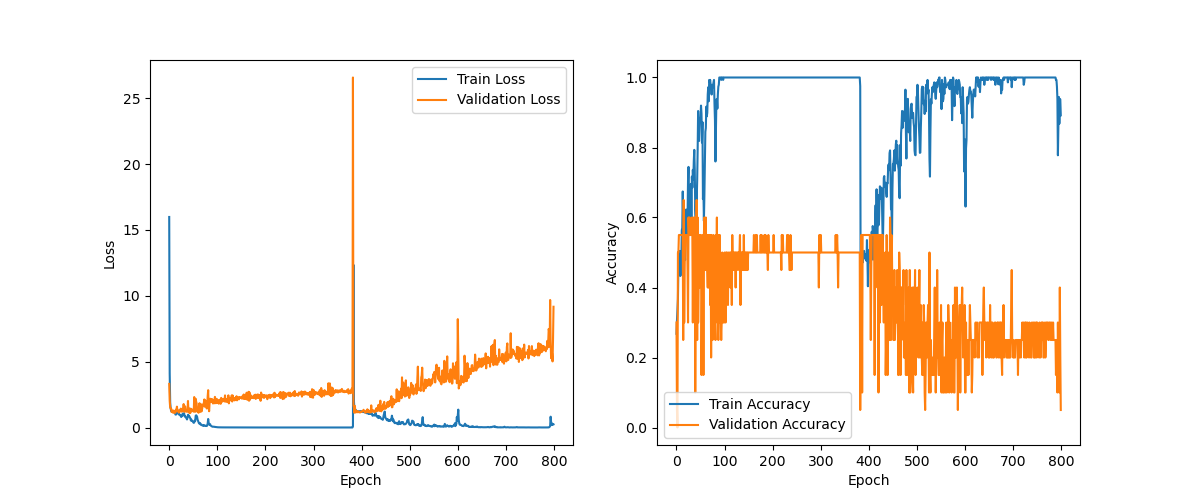 Train Loss
Validation Loss
25
20
15
10
5
0
Loss
0 100 200 300 400 500 600 700 800
Epoch
1.0
0.8
0.6
0.4
0.2
0.0
Accuracy
Train Accuracy
Validation Accuracy
0 100 200 300 400 500 600 700 800
Epoch